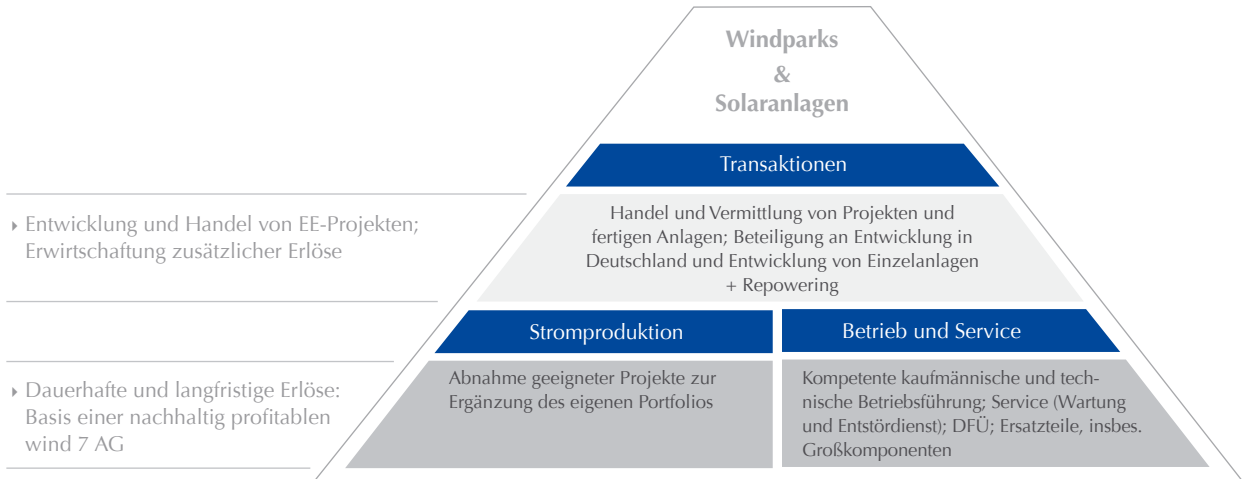 Windparks
&
Solaranlagen
Transaktionen
▸ Entwicklung und Handel von EE-Projekten;
Erwirtschaftung zusätzlicher Erlöse
Handel und Vermittlung von Projekten und
fertigen Anlagen; Beteiligung an Entwicklung in
Deutschland und Entwicklung von Einzelanlagen
+ Repowering
Stromproduktion
Betrieb und Service
▸ Dauerhafte und langfristige Erlöse:
Basis einer nachhaltig profitablen
wind 7 AG
Abnahme geeigneter Projekte zur
Ergänzung des eigenen Portfolios
Kompetente kaufmännische und tech-
nische Betriebsführung; Service (Wartung
und Entstördienst); DFÜ; Ersatzteile, insbes.
Großkomponenten